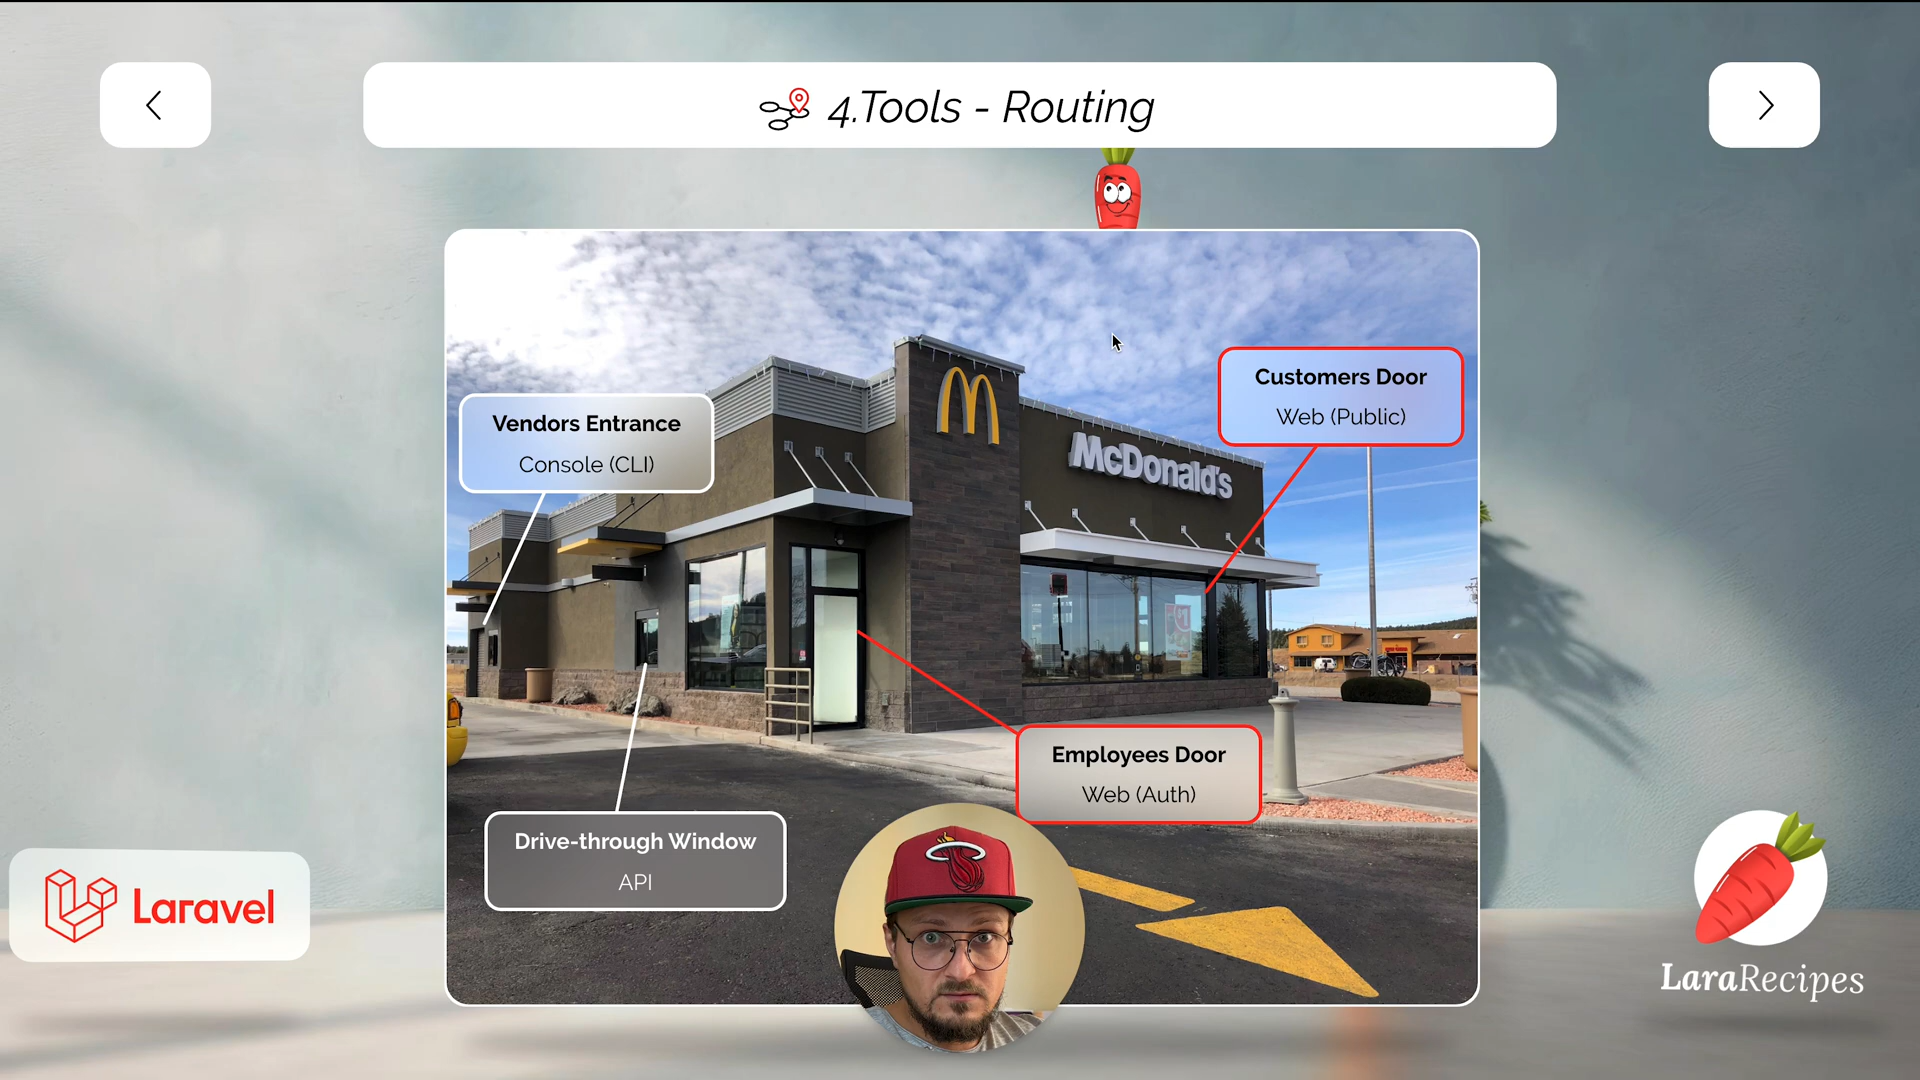 4.Tools - Routing
Customers Door
Web (Public)
Vendors Entrance
Console (CLI)
McDonald's
Employees Door
Web (Auth)
Drive-through Window
API
Laravel
LaraRecipes